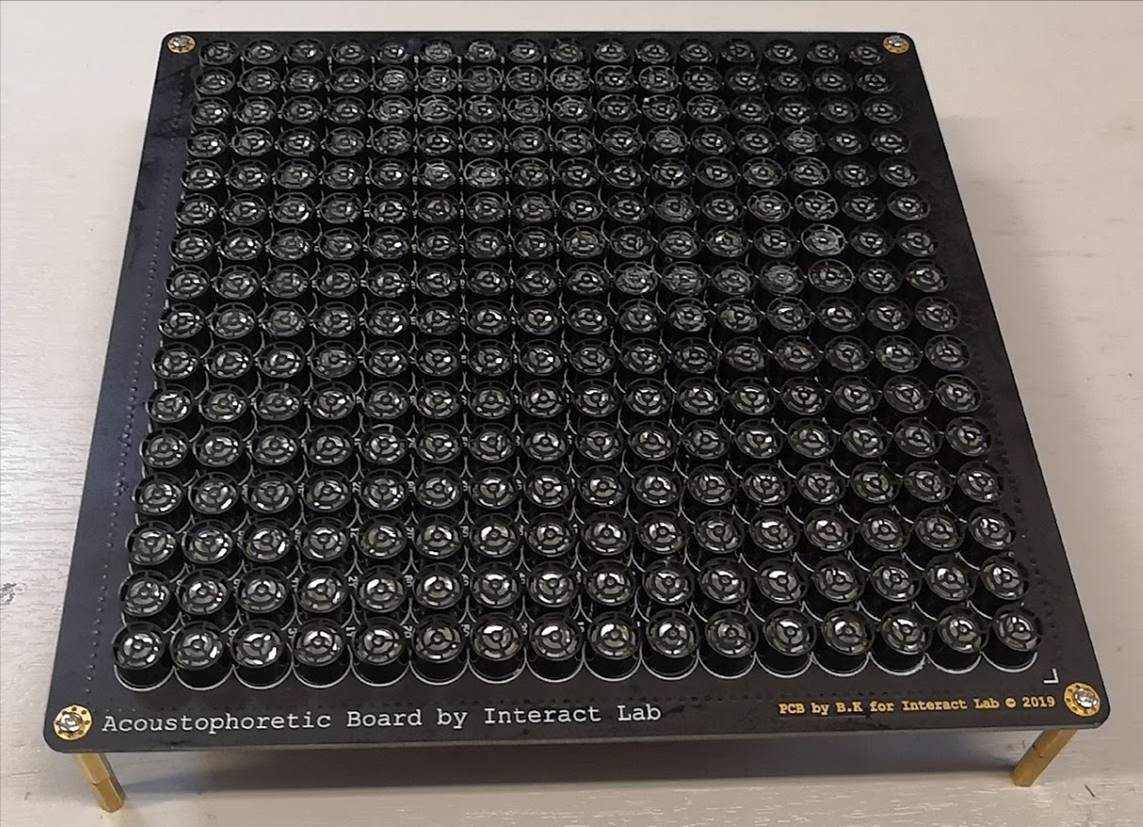 Acoustophoretic Board by Interact Lab
PCB by B.K for Interact Lab © 2019